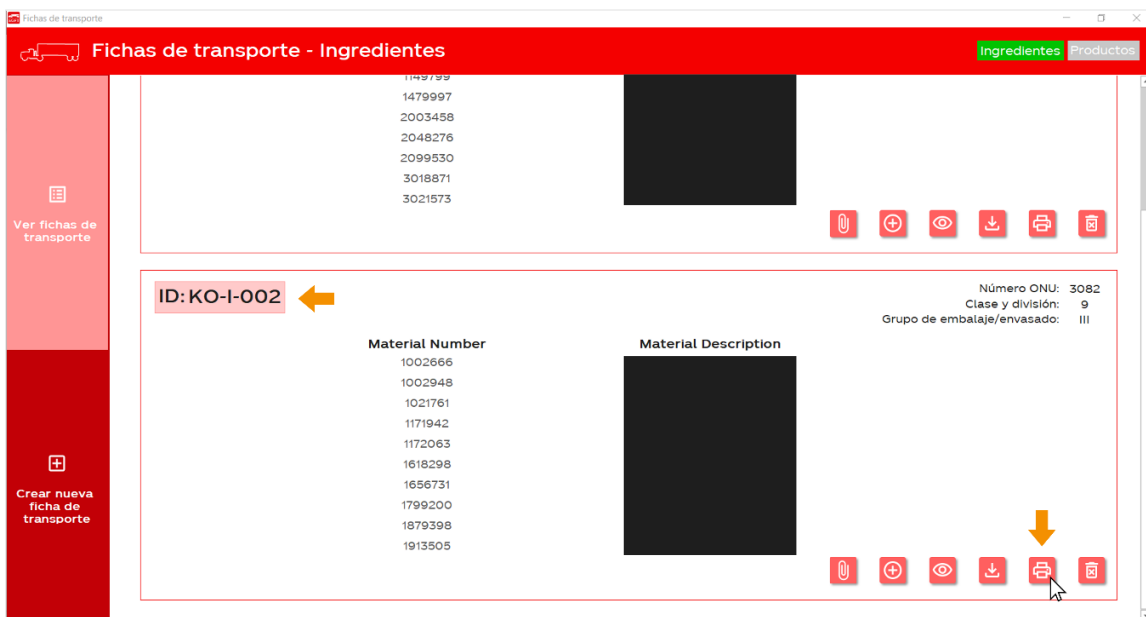 Fichas de transporte
Fichas de transporte - Ingredientes
Ingredientes Productos
1149799
1479997
2003458
2048276
2099530
3018871
3021573
Ver fichas de
transporte
ID: KO-I-002
Número ONU: 3082
Clase y división: 9
Grupo de embalaje/envasado: III
Material Number Material Description
1002666
1002948
1021761
1171942
1172063
1618298
1656731
1799200
1879398
1913505
Crear nueva
ficha de
transporte